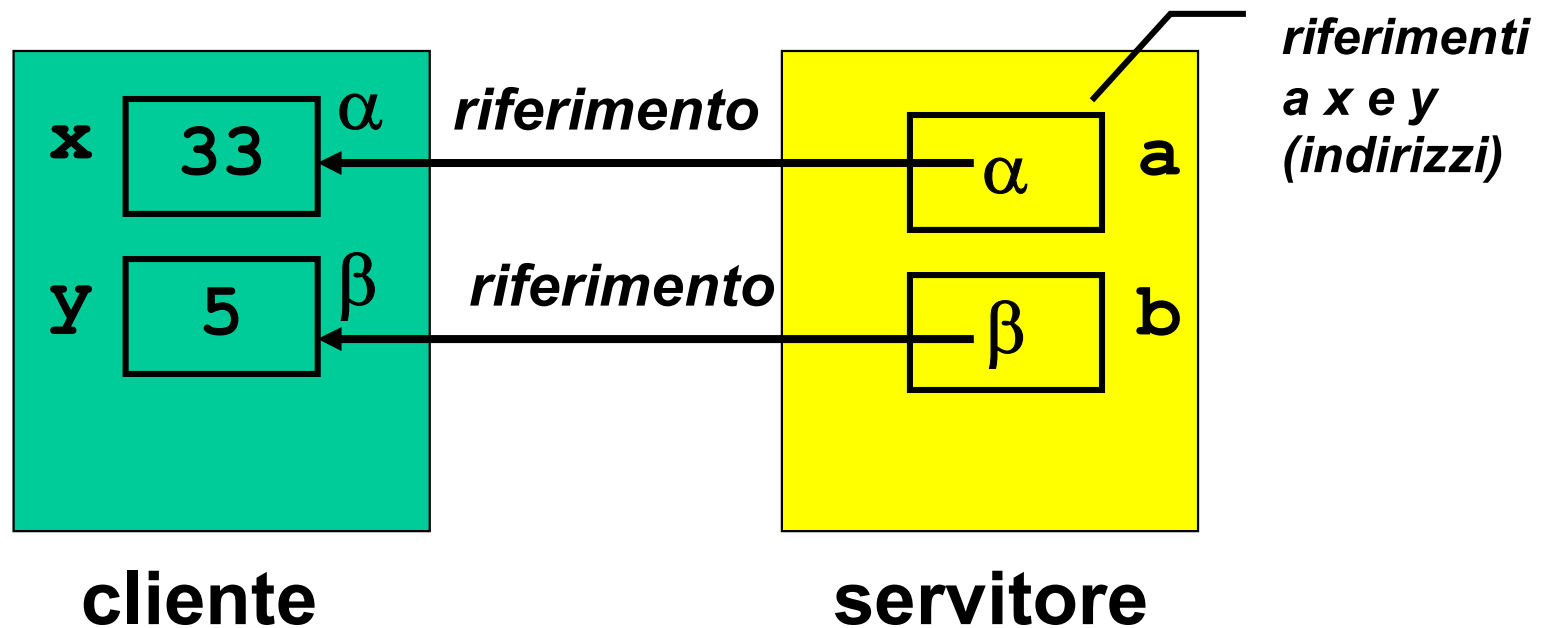 riferimenti
a x e y
(indirizzi)
x 33 α
riferimento
α a
y 5 β
riferimento
β b
cliente
servitore